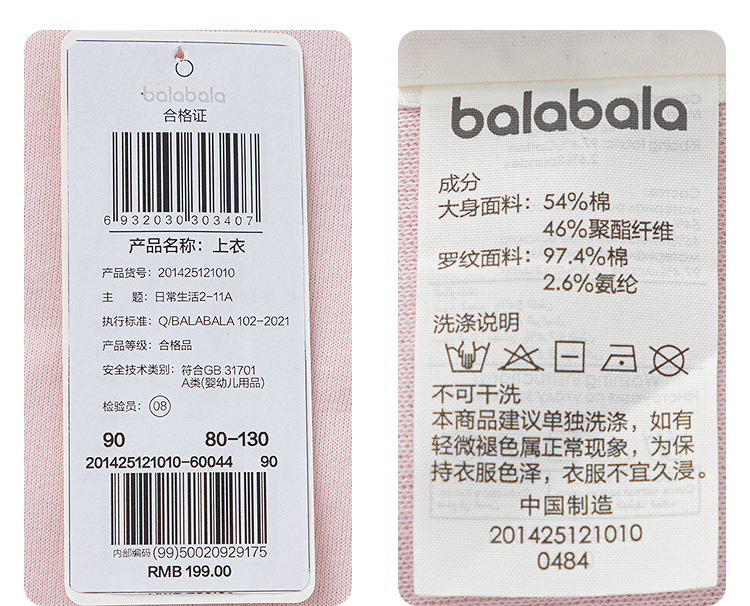 balabala
合格证
6 932030 303407
产品名称：上衣
产品货号：201425121010
主 题：日常生活2-11A
执行标准：Q/BALABALA 102-2021
产品等级：合格品
安全技术类别：符合GB 31701
A类(婴幼儿用品)
检验员：08
90 80-130
201425121010-60044 90
内部编码 (99)50020929175
RMB 199.00
balabala
成分
大身面料：54%棉
46%聚酯纤维
罗纹面料：97.4%棉
2.6%氨纶
洗涤说明
不可干洗
本商品建议单独洗涤，如有
轻微褪色属正常现象，为保
持衣服色泽，衣服不宜久浸。
中国制造
201425121010
0484